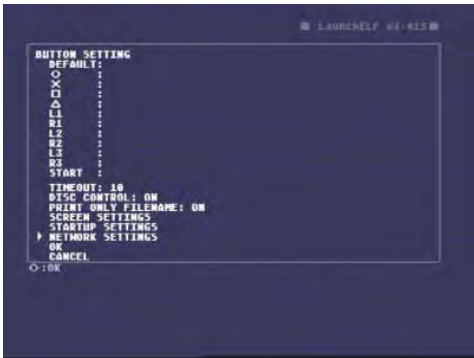 ■ LAUNCHELF v3.41S ■
BUTTON SETTING
DEFAULT:
○ :
× :
□ :
△ :
L1 :
R1 :
L2 :
R2 :
L3 :
R3 :
START :
TIMEOUT: 10
DISC CONTROL: ON
PRINT ONLY FILENAME: ON
SCREEN SETTINGS
STARTUP SETTINGS
NETWORK SETTINGS
OK
CANCEL
○:OK